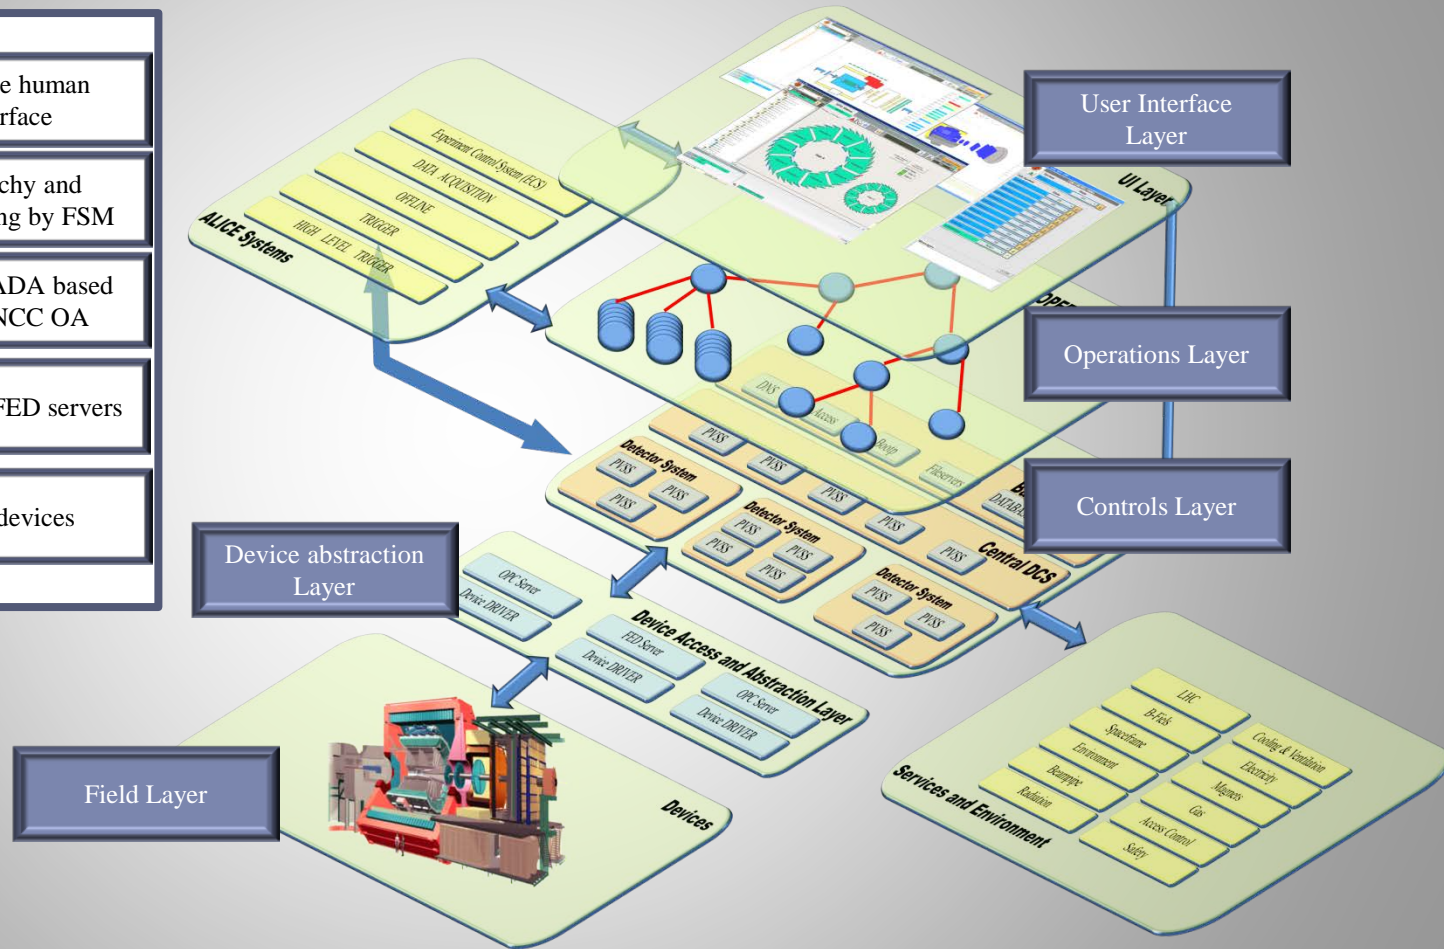 e human
rface
chy and
ng by FSM
ADA based
NCC OA
FED servers
devices
User Interface
Layer
Operations Layer
Controls Layer
Device abstraction
Layer
Field Layer
UI Layer
ALICE Systems
Experiment Control System (ECS)
DATA ACQUISITION
OFFLINE
TRIGGER
HIGH LEVEL TRIGGER
OPE
DNS
Access
Bootp
Fileservers
DATABA
Ba
PVSS
PVSS
PVSS
PVSS
PVSS
Central DCS
Detector System
PVSS
PVSS
PVSS
Detector System
PVSS
PVSS
PVSS
PVSS
Detector System
PVSS
PVSS
PVSS
OPC Server
Device DRIVER
FED Server
Device DRIVER
OPC Server
Device DRIVER
Device Access and Abstraction Layer
Devices
Services and Environment
LHC
B-Fiels
Spaceframe
Environment
Beampipe
Radiation
Cooling & Ventilation
Electricity
Magnets
Gas
Access Control
Safety